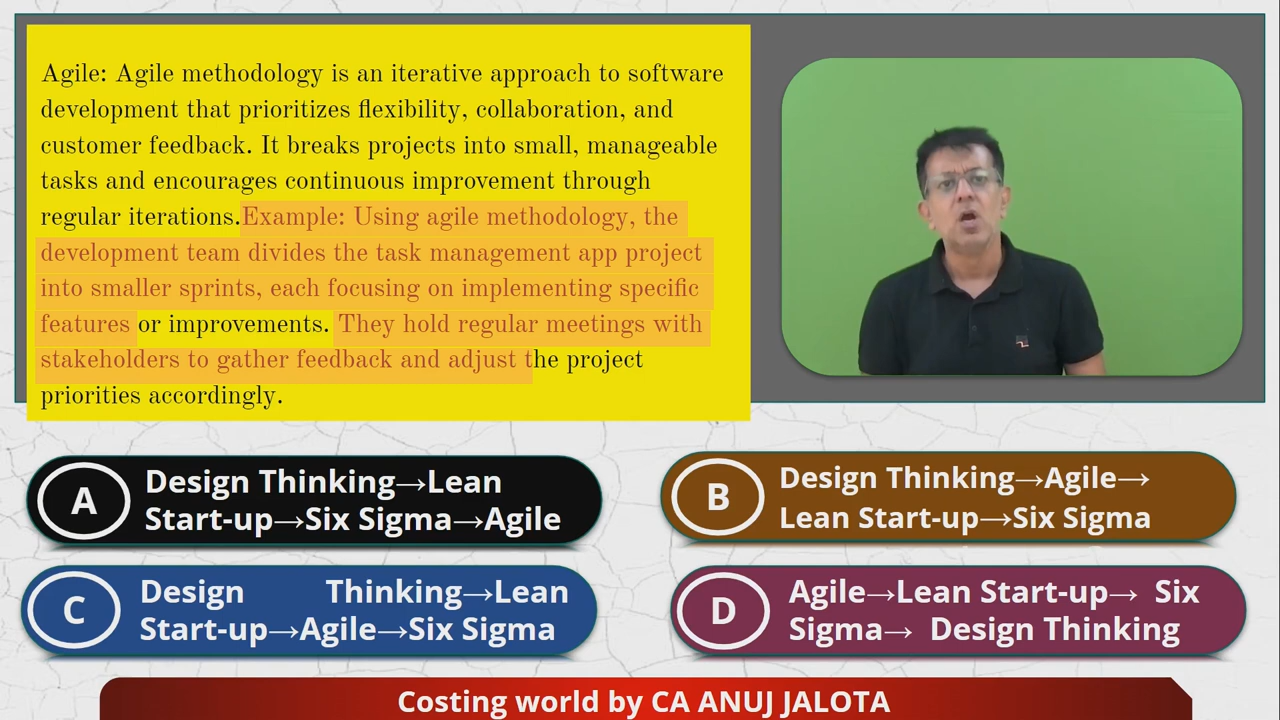 Agile: Agile methodology is an iterative approach to software
development that prioritizes flexibility, collaboration, and
customer feedback. It breaks projects into small, manageable
tasks and encourages continuous improvement through
regular iterations.Example: Using agile methodology, the
development team divides the task management app project
into smaller sprints, each focusing on implementing specific
features or improvements. They hold regular meetings with
stakeholders to gather feedback and adjust the project
priorities accordingly.
A
Design Thinking→Lean
Start-up→Six Sigma→Agile
B
Design Thinking→Agile→
Lean Start-up→Six Sigma
C
Design Thinking→Lean
Start-up→Agile→Six Sigma
D
Agile→Lean Start-up→ Six
Sigma→ Design Thinking
Costing world by CA ANUJ JALOTA